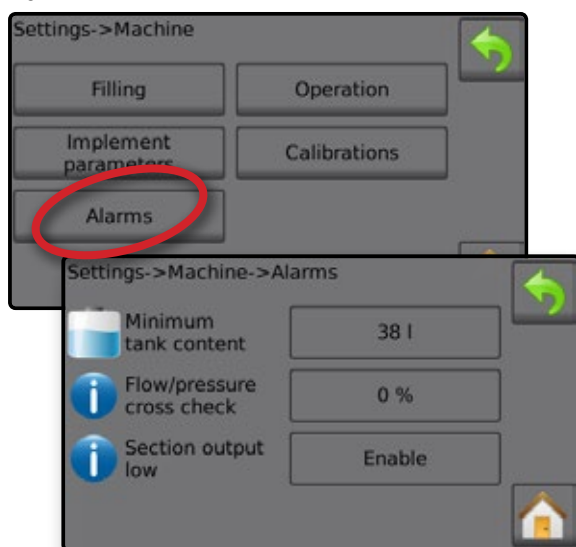 Settings->Machine
Filling
Operation
Implement
parameters
Calibrations
Alarms
Settings->Machine->Alarms
Minimum
tank content
38 l
Flow/pressure
cross check
0 %
Section output
low
Enable